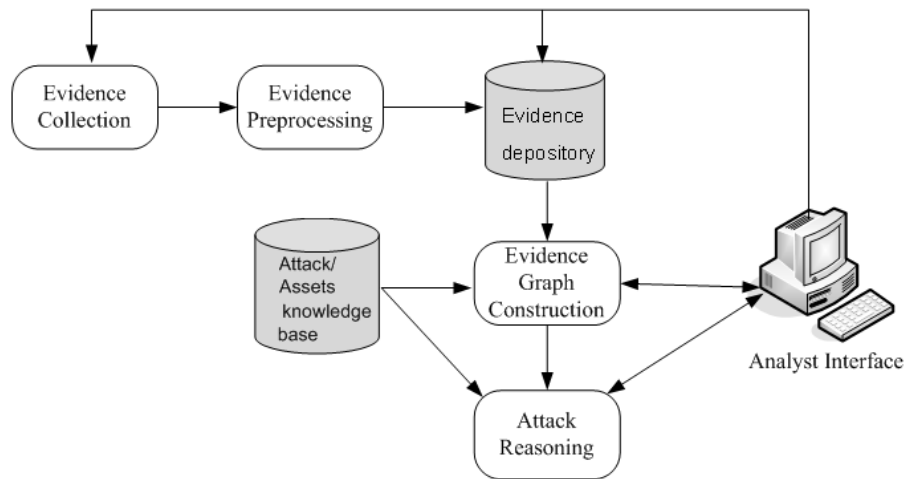 Evidence
Collection
Evidence
Preprocessing
Evidence
depository
Attack/
Assets
knowledge
base
Evidence
Graph
Construction
Analyst Interface
Attack
Reasoning